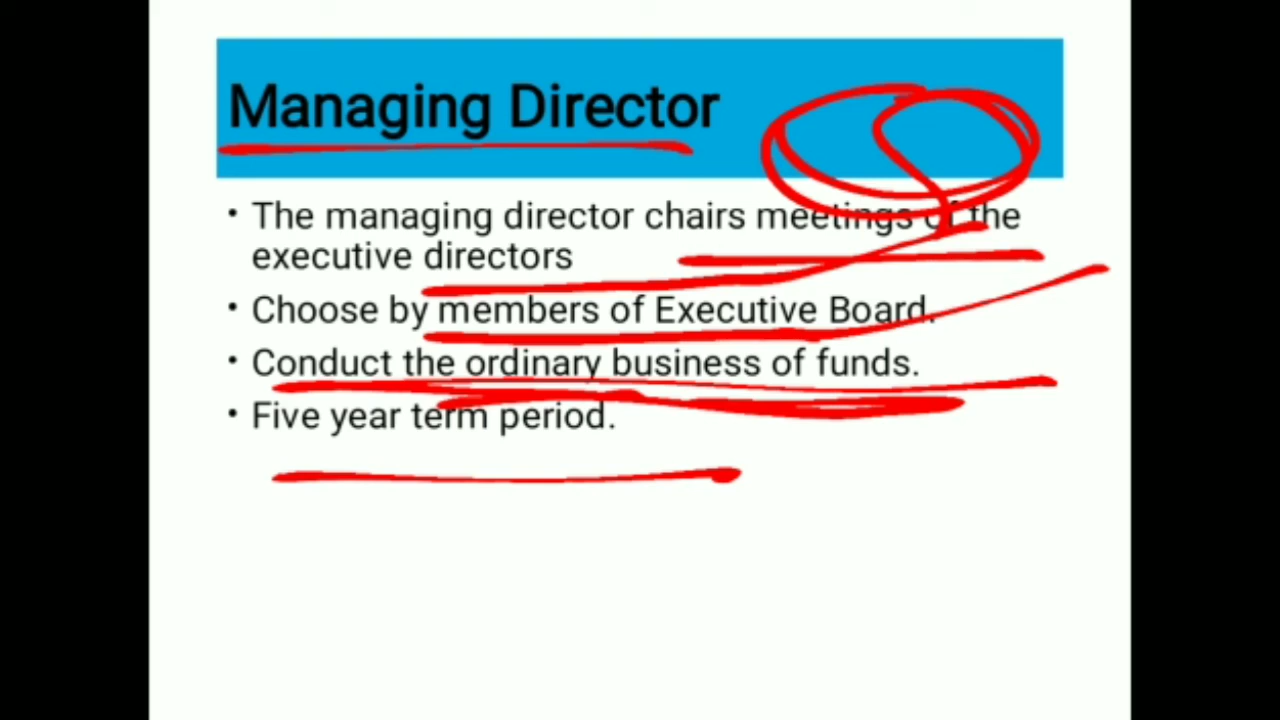 Managing Director
• The managing director chairs meetings of the
executive directors
• Choose by members of Executive Board.
• Conduct the ordinary business of funds.
• Five year term period.